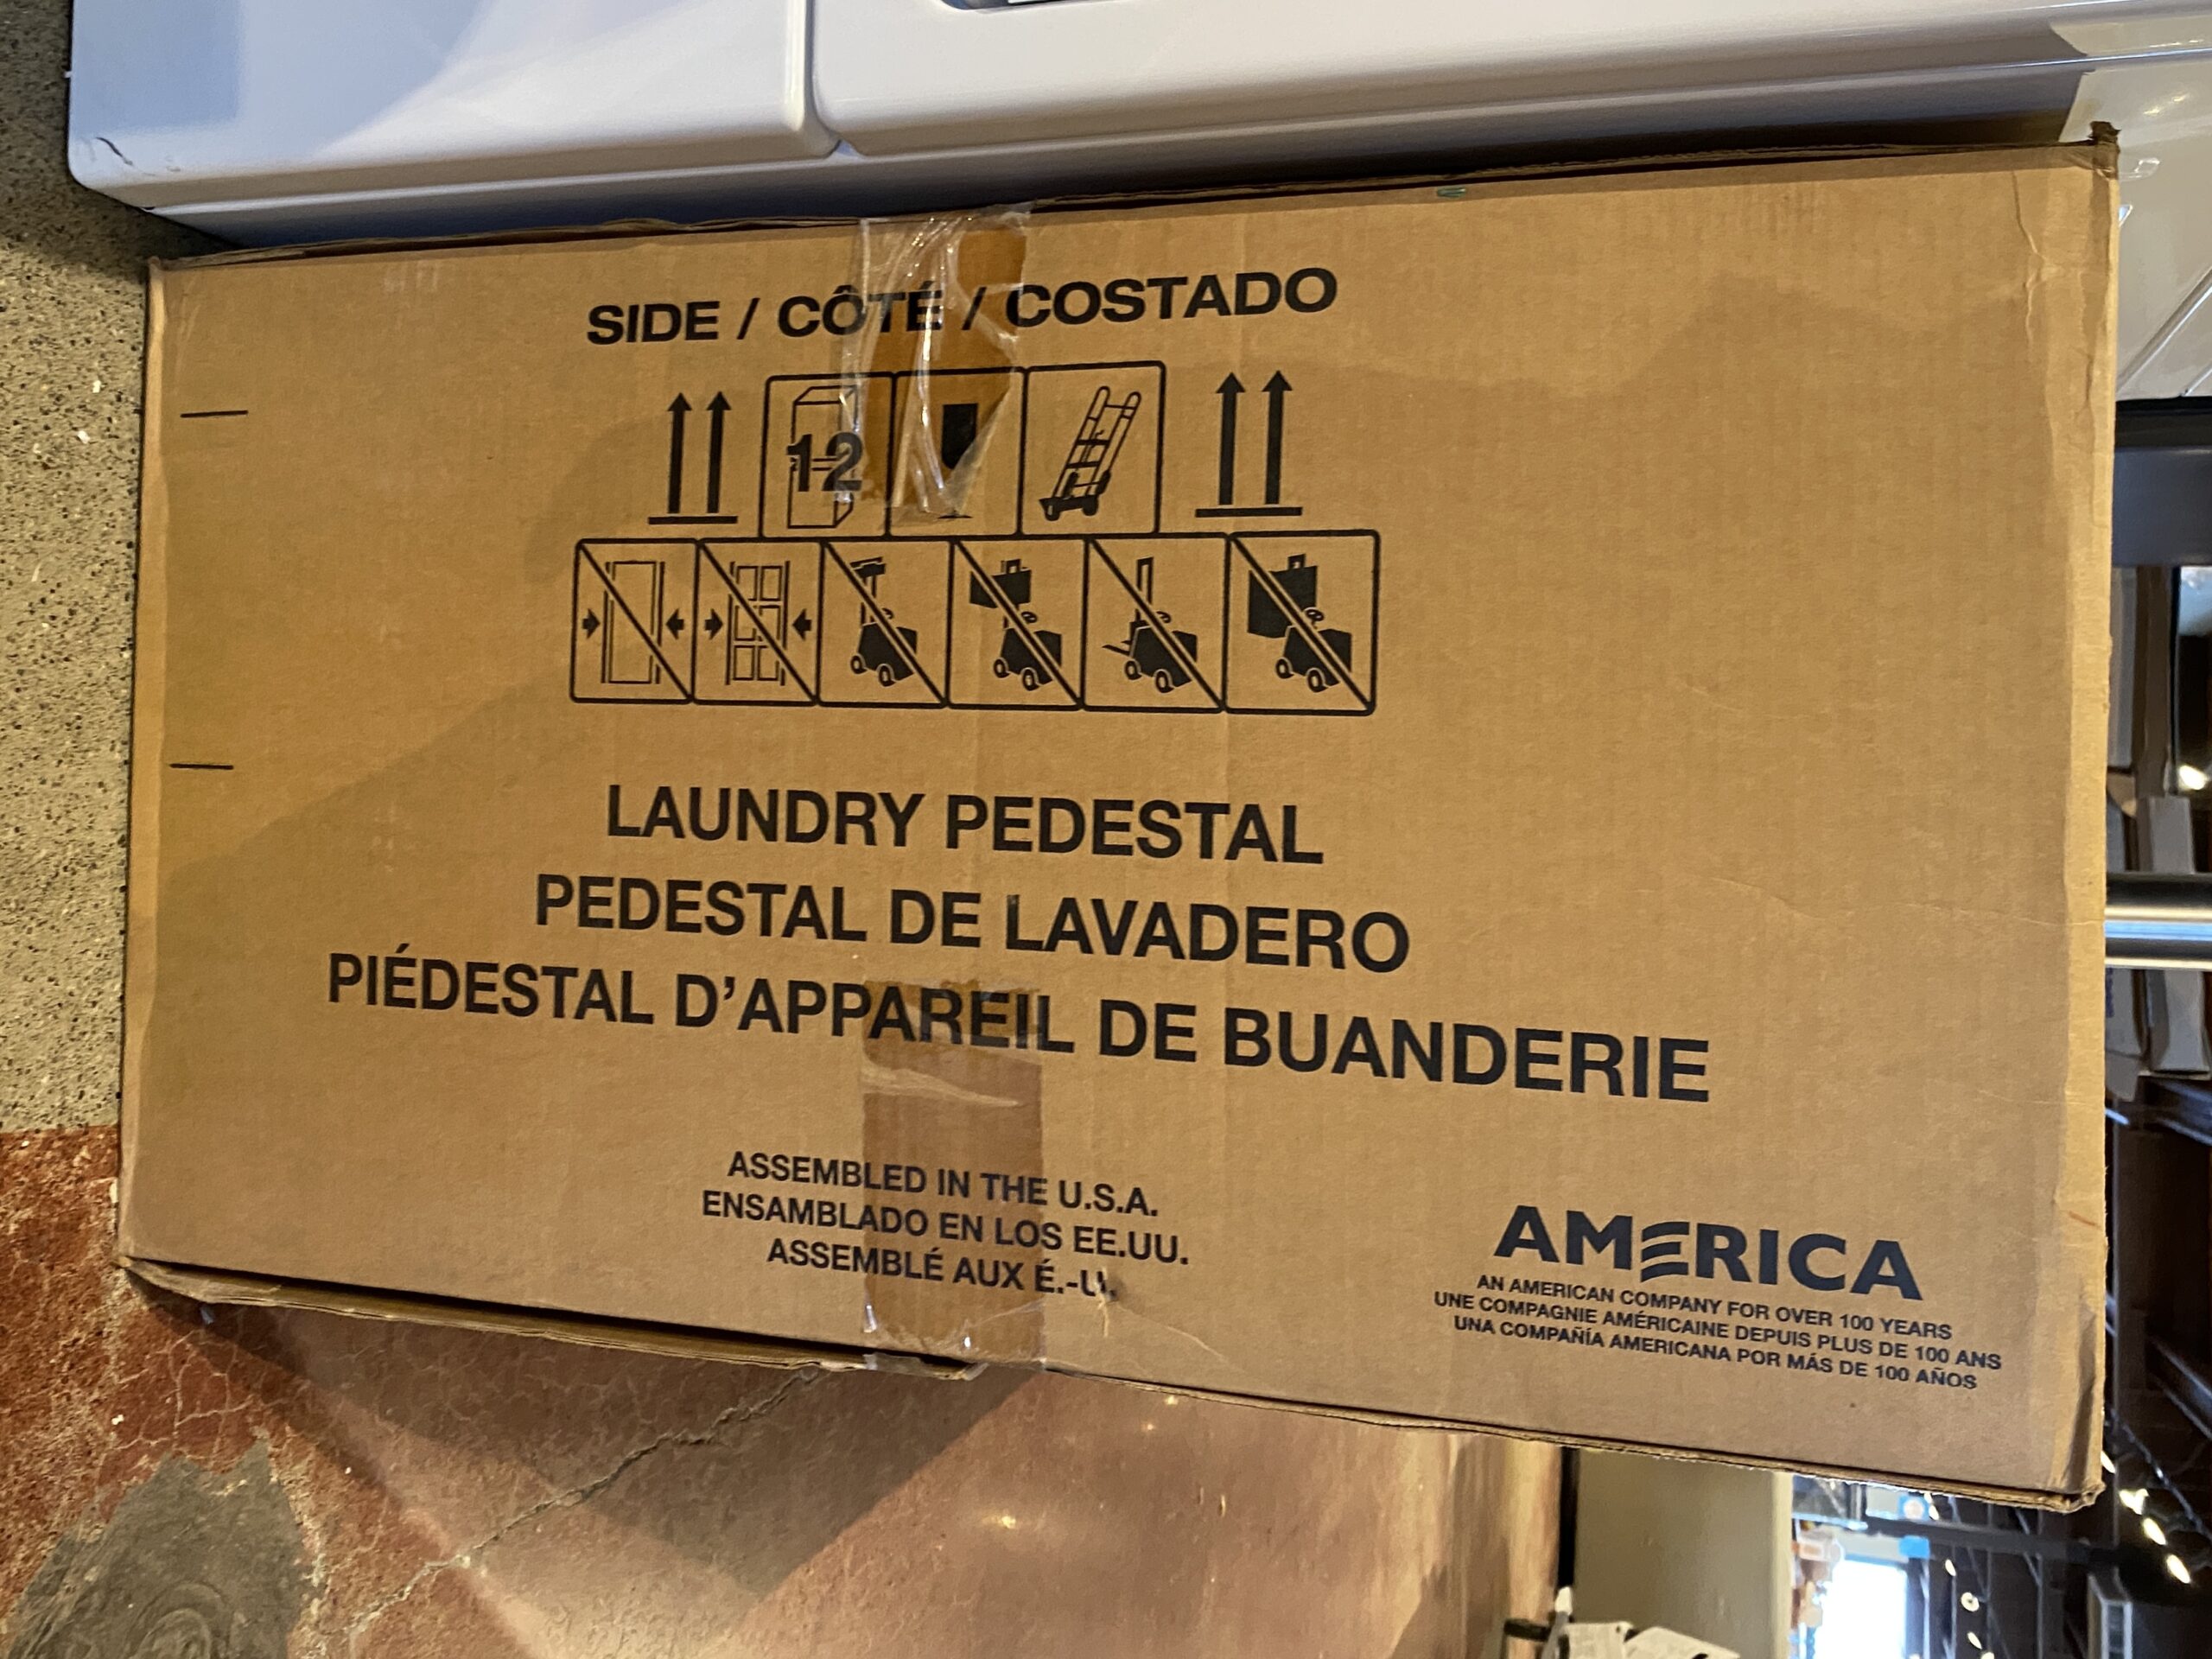 SIDE / CÔTÉ / COSTADO
12
LAUNDRY PEDESTAL
PEDESTAL DE LAVADERO
PIÉDESTAL D'APPAREIL DE BUANDERIE
ASSEMBLED IN THE U.S.A.
ENSAMBLADO EN LOS EE.UU.
ASSEMBLÉ AUX É.-U.
AMERICA
AN AMERICAN COMPANY FOR OVER 100 YEARS
UNE COMPAGNIE AMÉRICAINE DEPUIS PLUS DE 100 ANS
UNA COMPAÑÍA AMERICANA POR MÁS DE 100 AÑOS